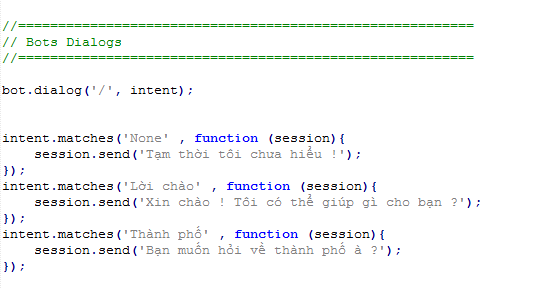 //=========================================================
// Bots Dialogs
//=========================================================
bot.dialog('/', intent);
intent.matches('None' , function (session){
    session.send('Tạm thời tôi chưa hiểu !');
});
intent.matches('Lời chào' , function (session){
    session.send('Xin chào ! Tôi có thể giúp gì cho bạn ?');
});
intent.matches('Thành phố' , function (session){
    session.send('Bạn muốn hỏi về thành phố à ?');
});